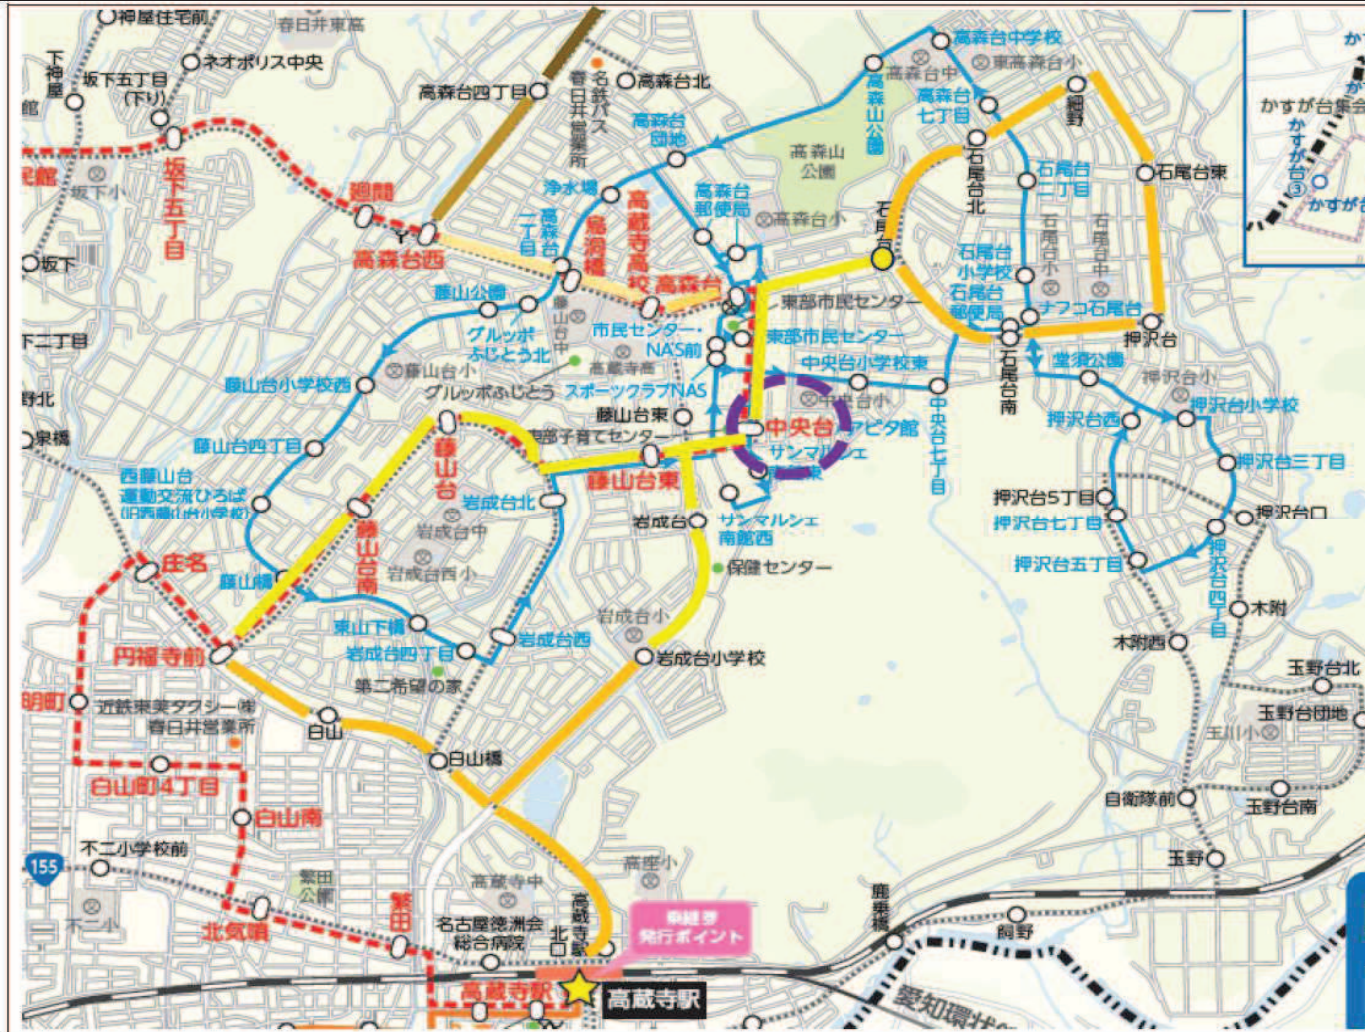 神屋住宅前
春日井東高
下神屋
坂下五丁目
(下り)
ネオポリス中央
高森台四丁目
名鉄バス
春日井営業所
高森台北
高森台
団地
高森台中学校
高森台中
東高森台小
高森山公園
高森台
七丁目
細野
かすが台集会
かすが台③
館
坂下小
坂下五丁目
廻間
高森台西
坂下
浄水場
高森台
一丁目
鳥洞橋
高蔵寺高校
高森台
高森台
郵便局
高森山
公園
高森台小
石尾台
石尾台北
石尾台
二丁目
石尾台東
石尾台小
石尾台中
石尾台
小学校
石尾台
郵便局
ナフコ石尾台
押沢台
石尾台南
藤山公園
グルッポ
ふじとう北
藤山台中
市民センター・
NAS前
東部市民センター
東部市民センター
高蔵寺高
藤山台小
グルッポふじとう
スポーツクラブNAS
中央台小学校東
中央台小
中央台七丁目
堂須公園
押沢台小
押沢台小学校
押沢台西
押沢台三丁目
藤山台小学校西
下二丁目
野北
泉橋
藤山台四丁目
西藤山台
運動交流ひろば
(旧西藤山台小学校)
藤山台
藤山台東
東部子育てセンター
藤山台東
中央台
アピタ館
サンマルシェ
東
サンマルシェ
南館西
岩成台北
岩成台中
岩成台西小
藤山台南
岩成台
保健センター
押沢台5丁目
押沢台七丁目
押沢台口
押沢台五丁目
押沢台四丁目
庄名
藤山橋
東山下橋
岩成台四丁目
岩成台西
第二希望の家
岩成台小
岩成台小学校
木附
木附西
円福寺前
明町
近鉄東美タクシー㈱
春日井営業所
白山
白山橋
玉野台北
玉野台団地
玉川小
玉野台南
自衛隊前
玉野
白山町4丁目
白山南
155
不二小学校前
不二小
繁田
公園
北気噴
繁田
高蔵寺中
高座小
名古屋徳洲会
総合病院
高蔵寺駅
北口
乗継券
発行ポイント
高蔵寺駅
高蔵寺駅
鹿乗橋
飼野
愛知環状